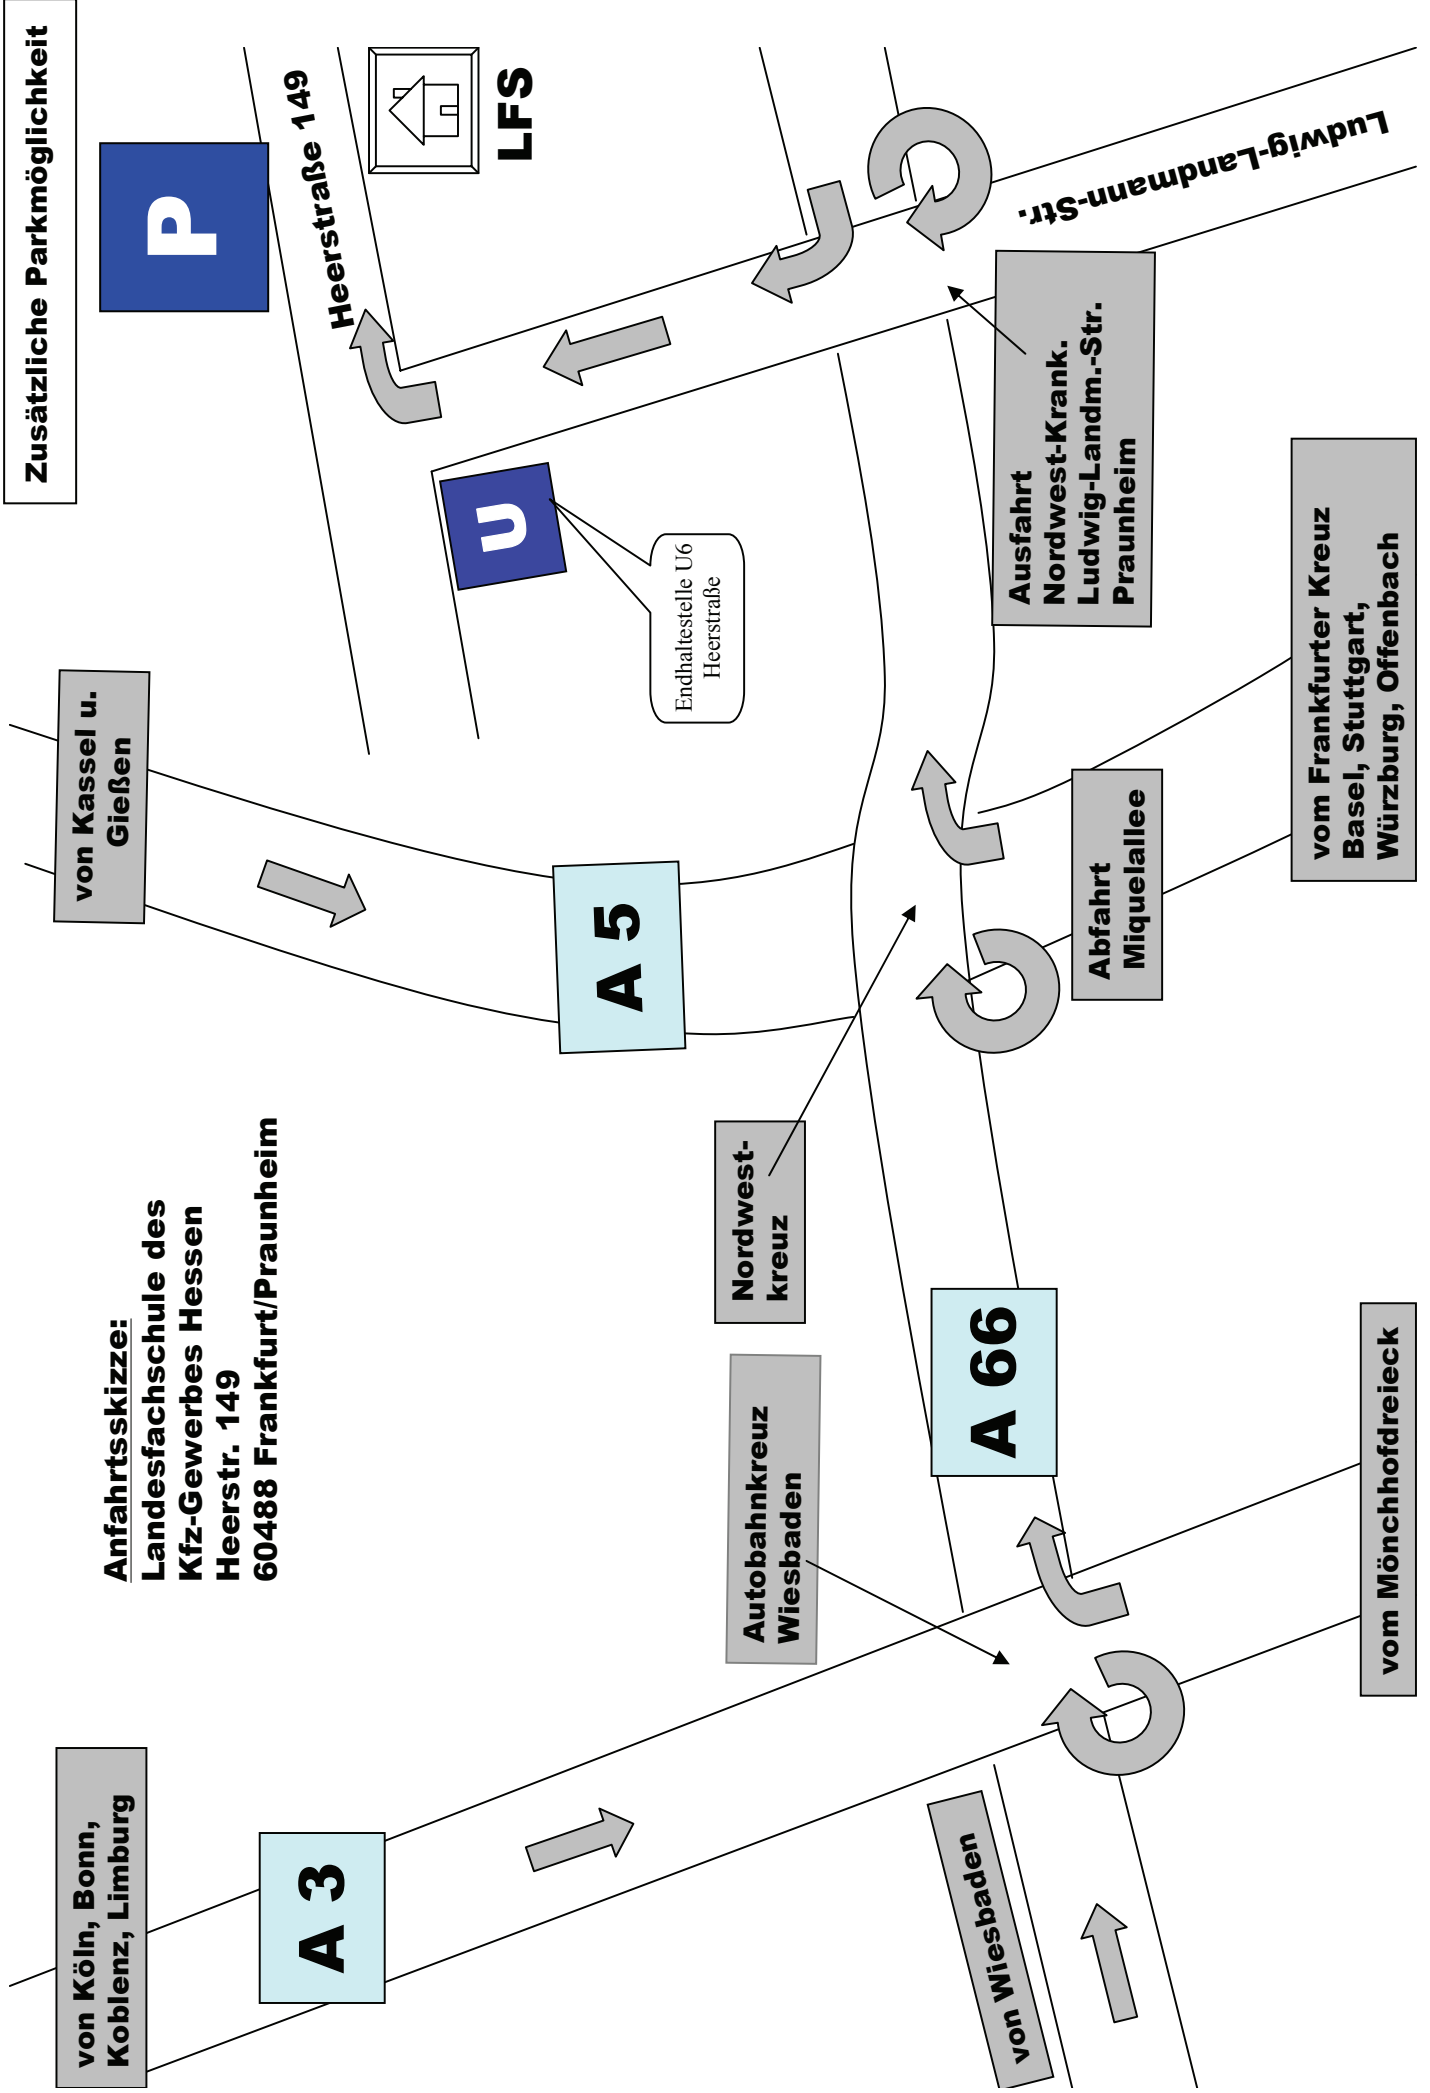 Anfahrtsskizze:
Landesfachschule des
Kfz-Gewerbes Hessen
Heerstr. 149
60488 Frankfurt/Praunheim
von Köln, Bonn,
Koblenz, Limburg
A 3
von Wiesbaden
Autobahnkreuz
Wiesbaden
vom Mönchhofdreieck
A 66
Nordwest-
kreuz
von Kassel u.
Gießen
A 5
Abfahrt
Miquelallee
vom Frankfurter Kreuz
Basel, Stuttgart,
Würzburg, Offenbach
Endhaltestelle U6
Heerstraße
U
Ausfahrt
Nordwest-Krank.
Ludwig-Landm.-Str.
Praunheim
Ludwig-Landmann-Str.
Heerstraße 149
LFS
P
Zusätzliche Parkmöglichkeit